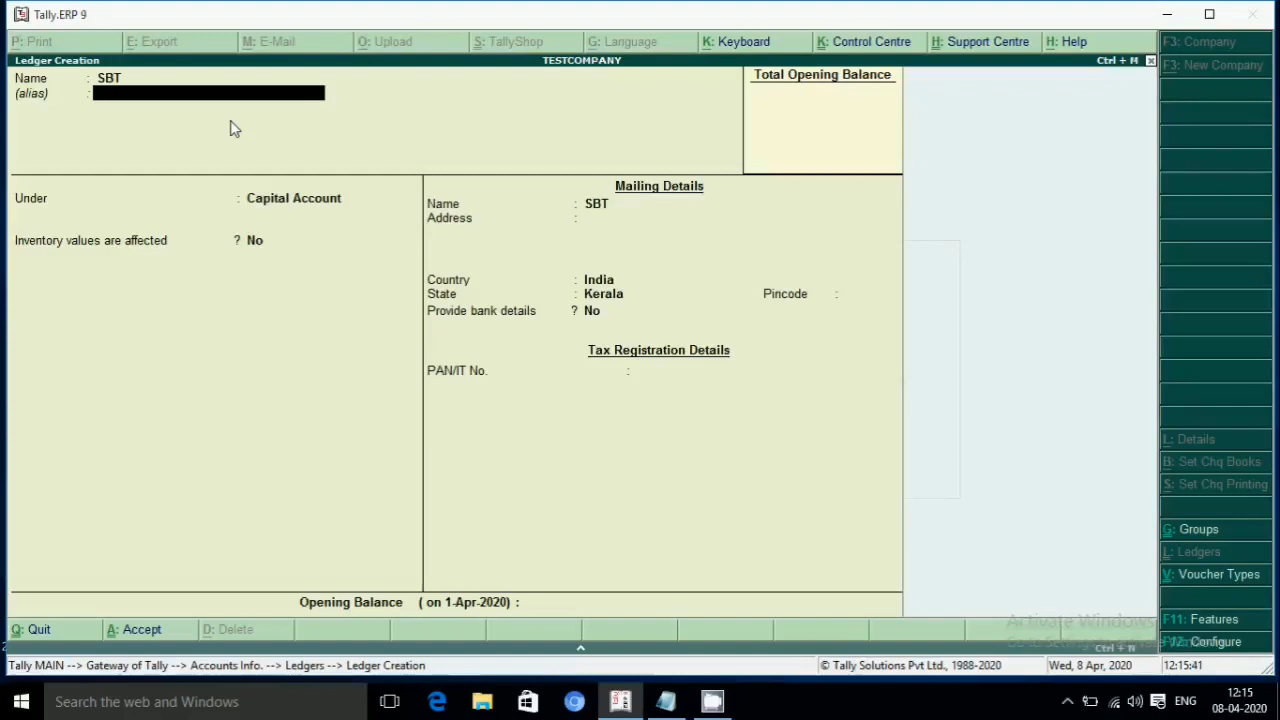 Tally.ERP 9
P: Print E: Export M: E-Mail O: Upload S: TallyShop G: Language K: Keyboard K: Control Centre H: Support Centre H: Help
F3: Company
Ledger Creation TESTCOMPANY Ctrl + M
F3: New Company
Name : SBT
(alias) :
Total Opening Balance
Under : Capital Account
Inventory values are affected ? No
Mailing Details
Name : SBT
Address :
Country : India
State : Kerala Pincode :
Provide bank details ? No
Tax Registration Details
PAN/IT No. :
L: Details
B: Set Chq Books
S: Set Chq Printing
G: Groups
L: Ledgers
V: Voucher Types
F11: Features
F12: Configure
Opening Balance ( on 1-Apr-2020) :
Activate Windows
Q: Quit A: Accept D: Delete
Ctrl + N
Tally MAIN --> Gateway of Tally --> Accounts Info. --> Ledgers --> Ledger Creation © Tally Solutions Pvt Ltd., 1988-2020 Wed, 8 Apr, 2020 12:15:41
Search the web and Windows
ENG
12:15
08-04-2020